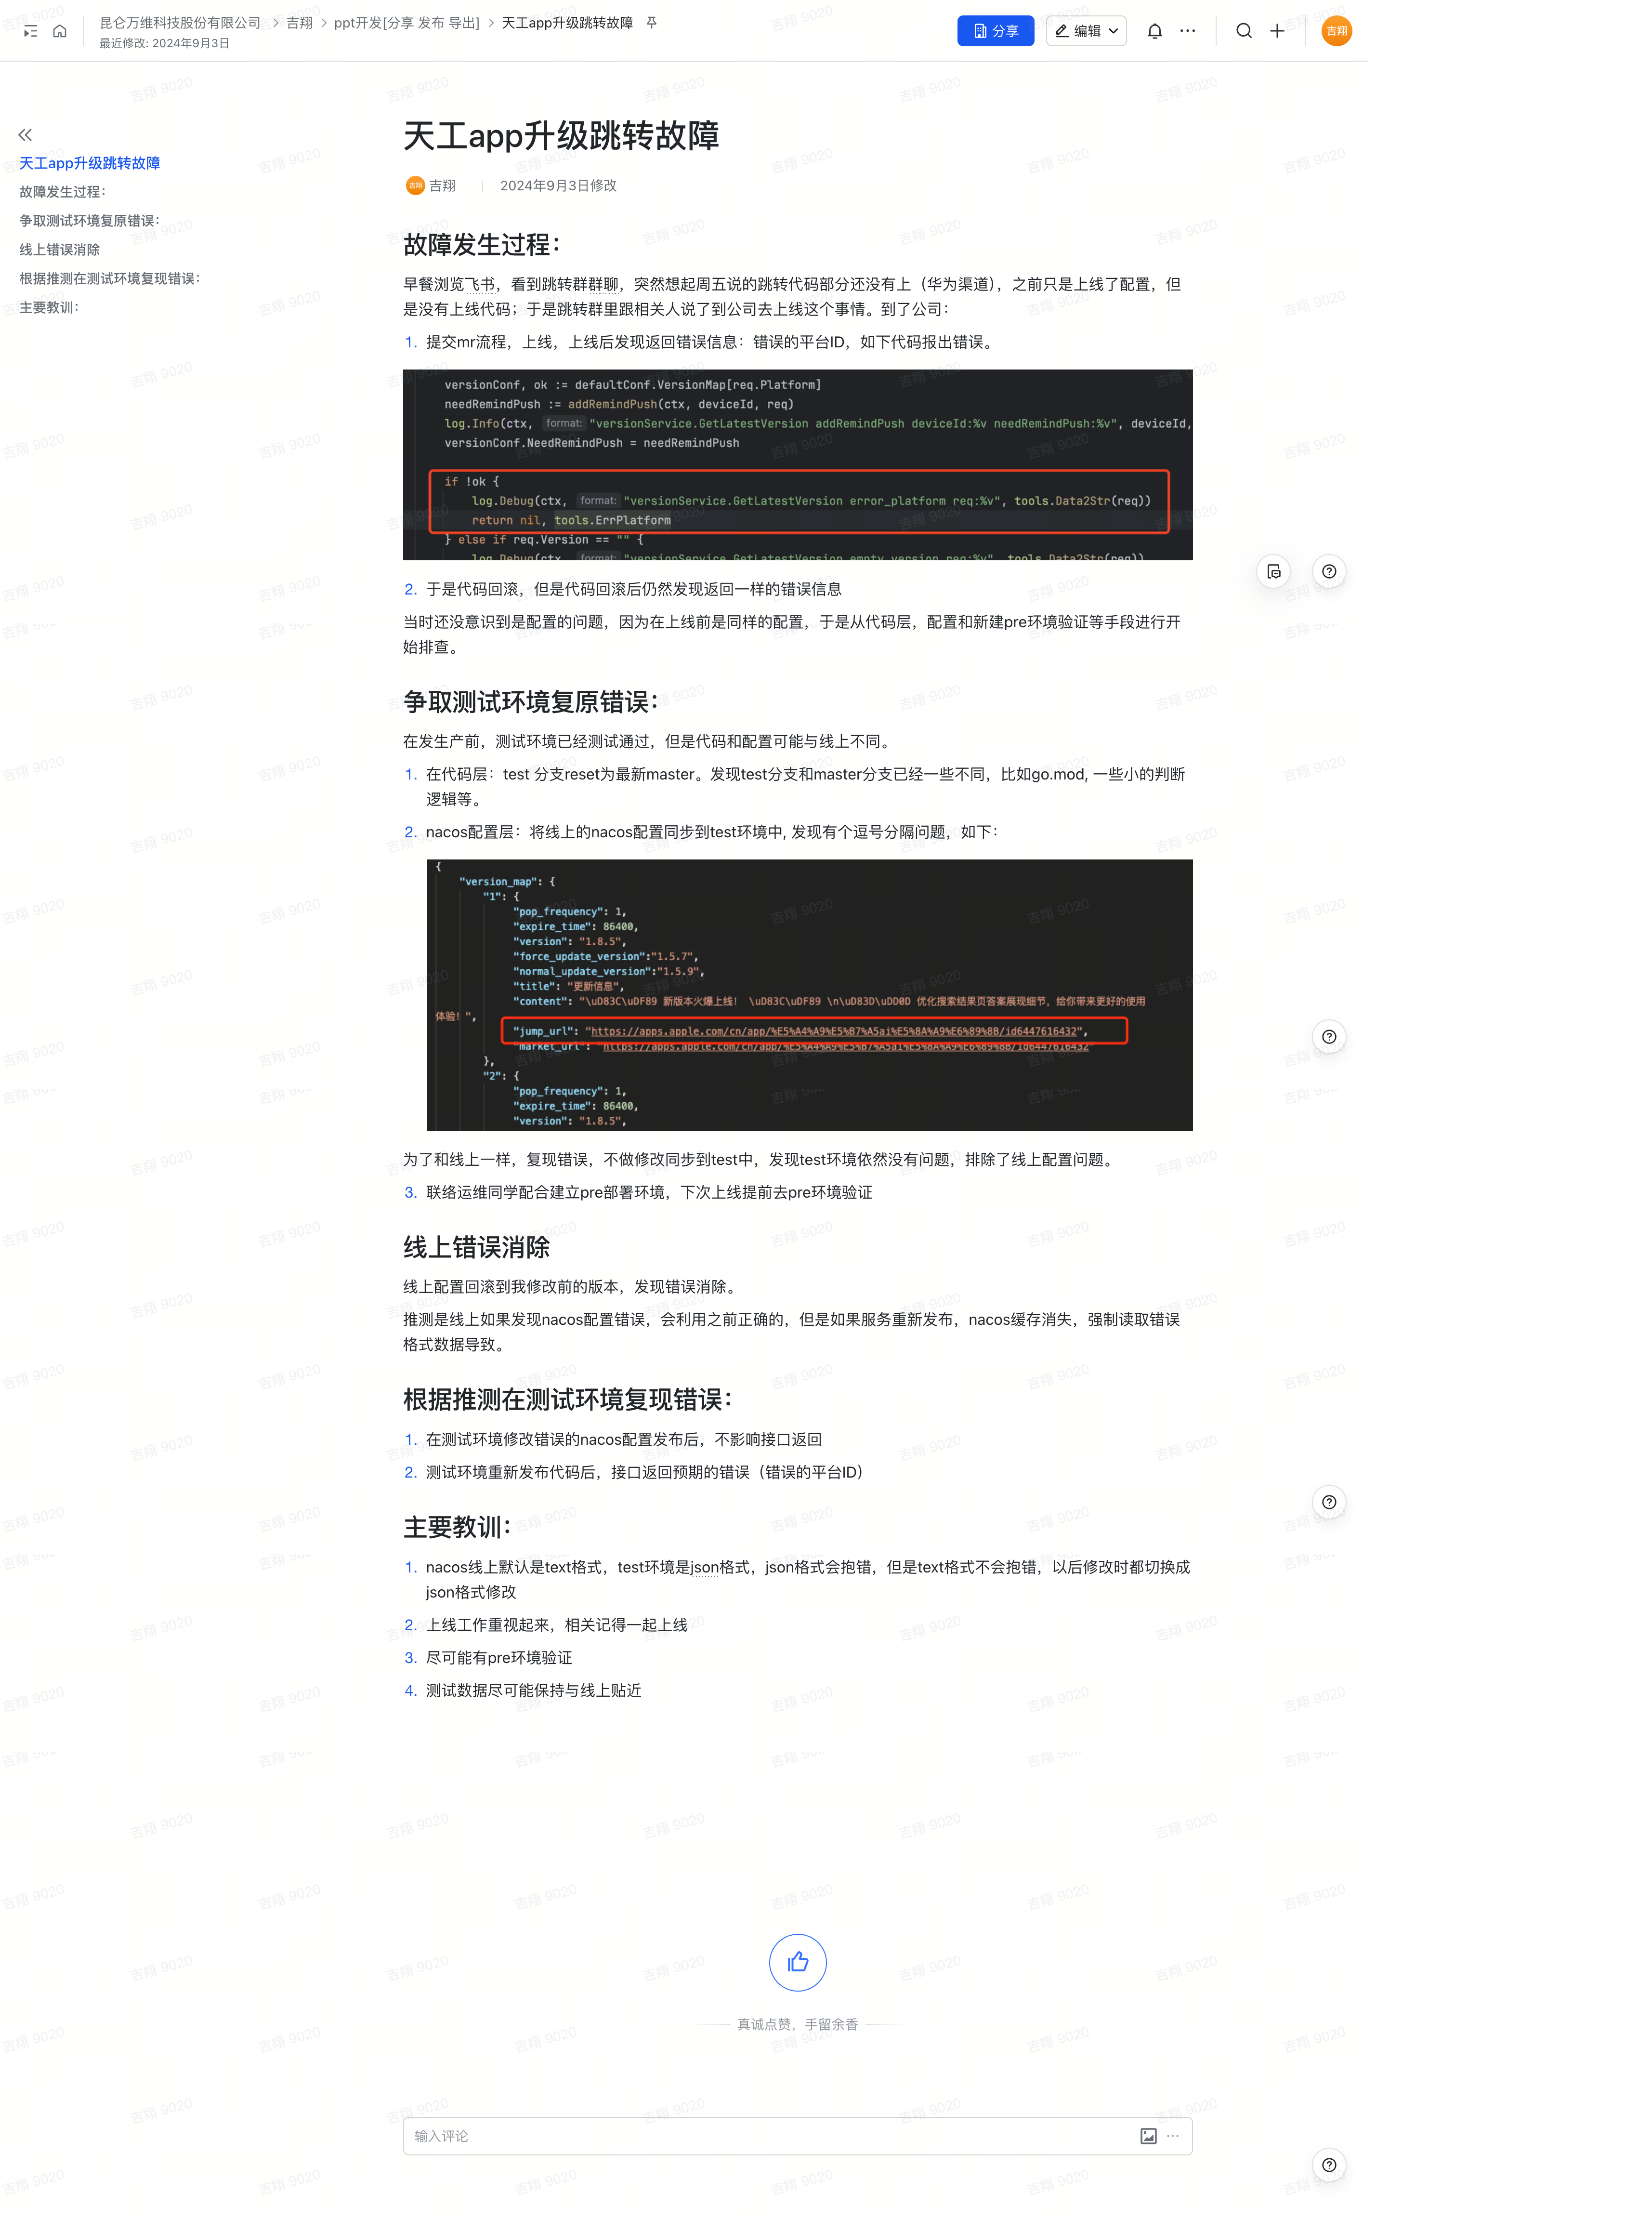 昆仑万维科技股份有限公司 > 吉翔 > ppt开发[分享 发布 导出] > 天工app升级跳转故障
最近修改: 2024年9月3日
分享
编辑
吉翔
天工app升级跳转故障
故障发生过程：
争取测试环境复原错误：
线上错误消除
根据推测在测试环境复现错误：
主要教训：
天工app升级跳转故障
吉翔 吉翔 2024年9月3日修改
故障发生过程：
早餐浏览飞书，看到跳转群群聊，突然想起周五说的跳转代码部分还没有上（华为渠道），之前只是上线了配置，但
是没有上线代码；于是跳转群里跟相关人说了到公司去上线这个事情。到了公司：
1. 提交mr流程，上线，上线后发现返回错误信息：错误的平台ID，如下代码报出错误。
versionConf, ok := defaultConf.VersionMap[req.Platform]
needRemindPush := addRemindPush(ctx, deviceId, req)
log.Info(ctx, format: "versionService.GetLatestVersion addRemindPush deviceId:%v needRemindPush:%v", deviceId,
versionConf.NeedRemindPush = needRemindPush
if !ok {
log.Debug(ctx, format: "versionService.GetLatestVersion error_platform req:%v", tools.Data2Str(req))
return nil, tools.ErrPlatform
} else if req.Version == "" {
log.Debug(ctx, format: "versionService.GetLatestVersion empty version req:%v", tools.Data2Str(req))
2. 于是代码回滚，但是代码回滚后仍然发现返回一样的错误信息
当时还没意识到是配置的问题，因为在上线前是同样的配置，于是从代码层，配置和新建pre环境验证等手段进行开
始排查。
争取测试环境复原错误：
在发生产前，测试环境已经测试通过，但是代码和配置可能与线上不同。
1. 在代码层：test 分支reset为最新master。发现test分支和master分支已经一些不同，比如go.mod, 一些小的判断
逻辑等。
2. nacos配置层：将线上的nacos配置同步到test环境中, 发现有个逗号分隔问题，如下：
{
"version_map": {
"1": {
"pop_frequency": 1,
"expire_time": 86400,
"version": "1.8.5",
"force_update_version":"1.5.7",
"normal_update_version":"1.5.9",
"title": "更新信息",
"content": "\uD83C\uDF89 新版本火爆上线！ \uD83C\uDF89 \n\uD83D\uDD0D 优化搜索结果页答案展现细节，给你带来更好的使用
体验！",
"jump_url": "https://apps.apple.com/cn/app/%E5%A4%A9%E5%B7%A5ai%E5%8A%A9%E6%89%8B/id6447616432",
"market_url": "https://apps.apple.com/cn/app/%E5%A4%A9%E5%B7%A5ai%E5%8A%A9%E6%89%8B/id6447616432"
},
"2": {
"pop_frequency": 1,
"expire_time": 86400,
"version": "1.8.5",
为了和线上一样，复现错误，不做修改同步到test中，发现test环境依然没有问题，排除了线上配置问题。
3. 联络运维同学配合建立pre部署环境，下次上线提前去pre环境验证
线上错误消除
线上配置回滚到我修改前的版本，发现错误消除。
推测是线上如果发现nacos配置错误，会利用之前正确的，但是如果服务重新发布，nacos缓存消失，强制读取错误
格式数据导致。
根据推测在测试环境复现错误：
1. 在测试环境修改错误的nacos配置发布后，不影响接口返回
2. 测试环境重新发布代码后，接口返回预期的错误（错误的平台ID）
主要教训：
1. nacos线上默认是text格式，test环境是json格式，json格式会抱错，但是text格式不会抱错，以后修改时都切换成
json格式修改
2. 上线工作重视起来，相关记得一起上线
3. 尽可能有pre环境验证
4. 测试数据尽可能保持与线上贴近
真诚点赞，手留余香
输入评论
吉翔 9020